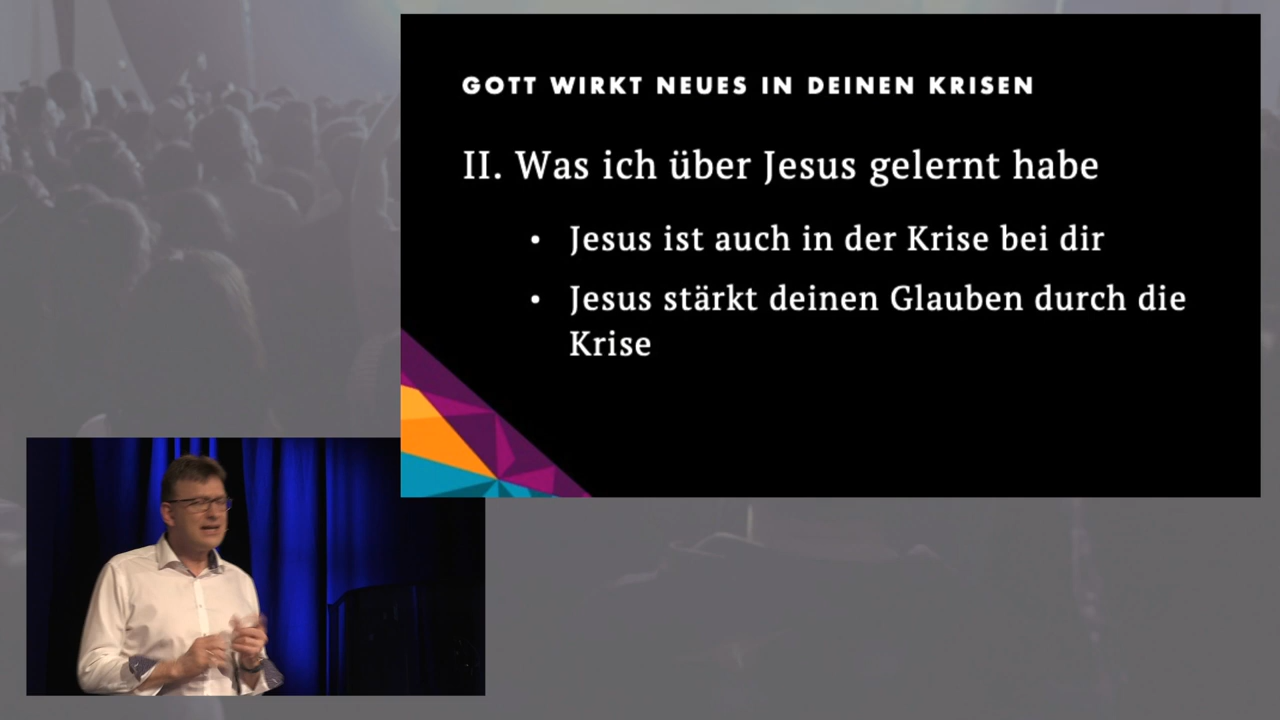 GOTT WIRKT NEUES IN DEINEN KRISEN
II. Was ich über Jesus gelernt habe
• Jesus ist auch in der Krise bei dir
• Jesus stärkt deinen Glauben durch die
Krise